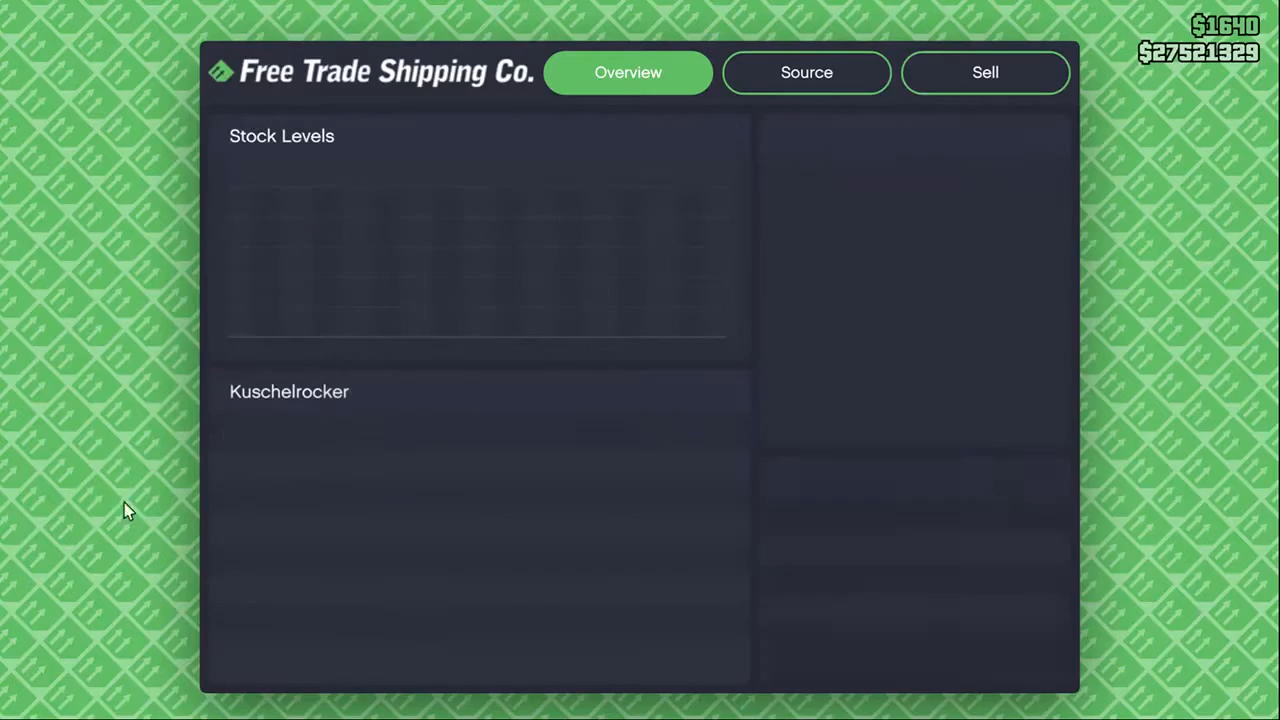 $1640
$27521329
Free Trade Shipping Co.
Overview
Source
Sell
Stock Levels
Kuschelrocker